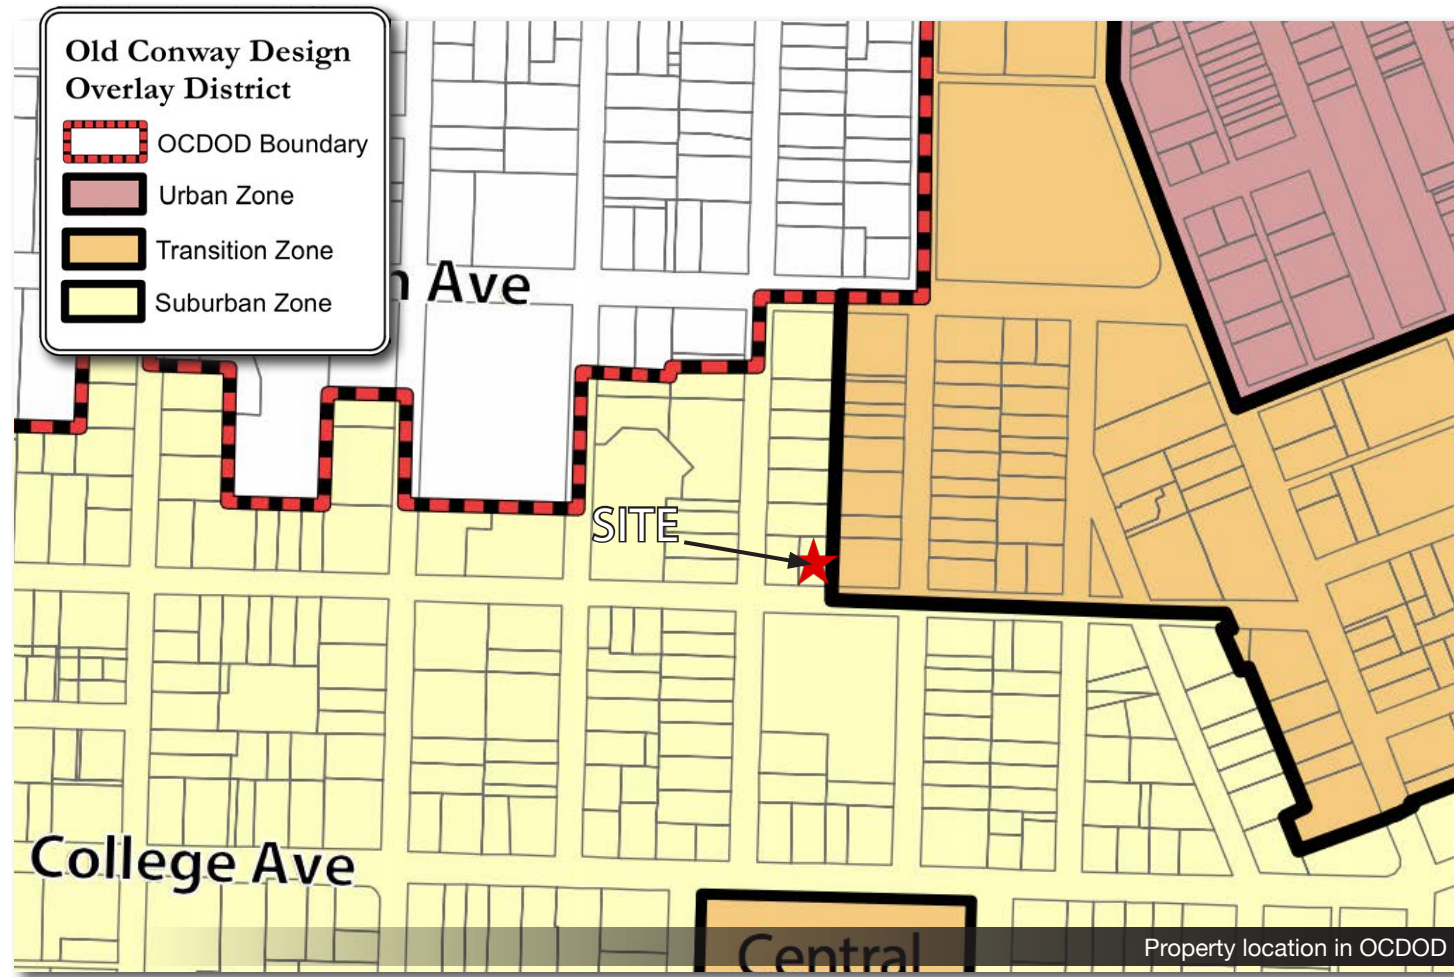 Old Conway Design
Overlay District
OCDOD Boundary
Urban Zone
Transition Zone
Suburban Zone
Ave
SITE
College Ave
Central
Property location in OCDOD